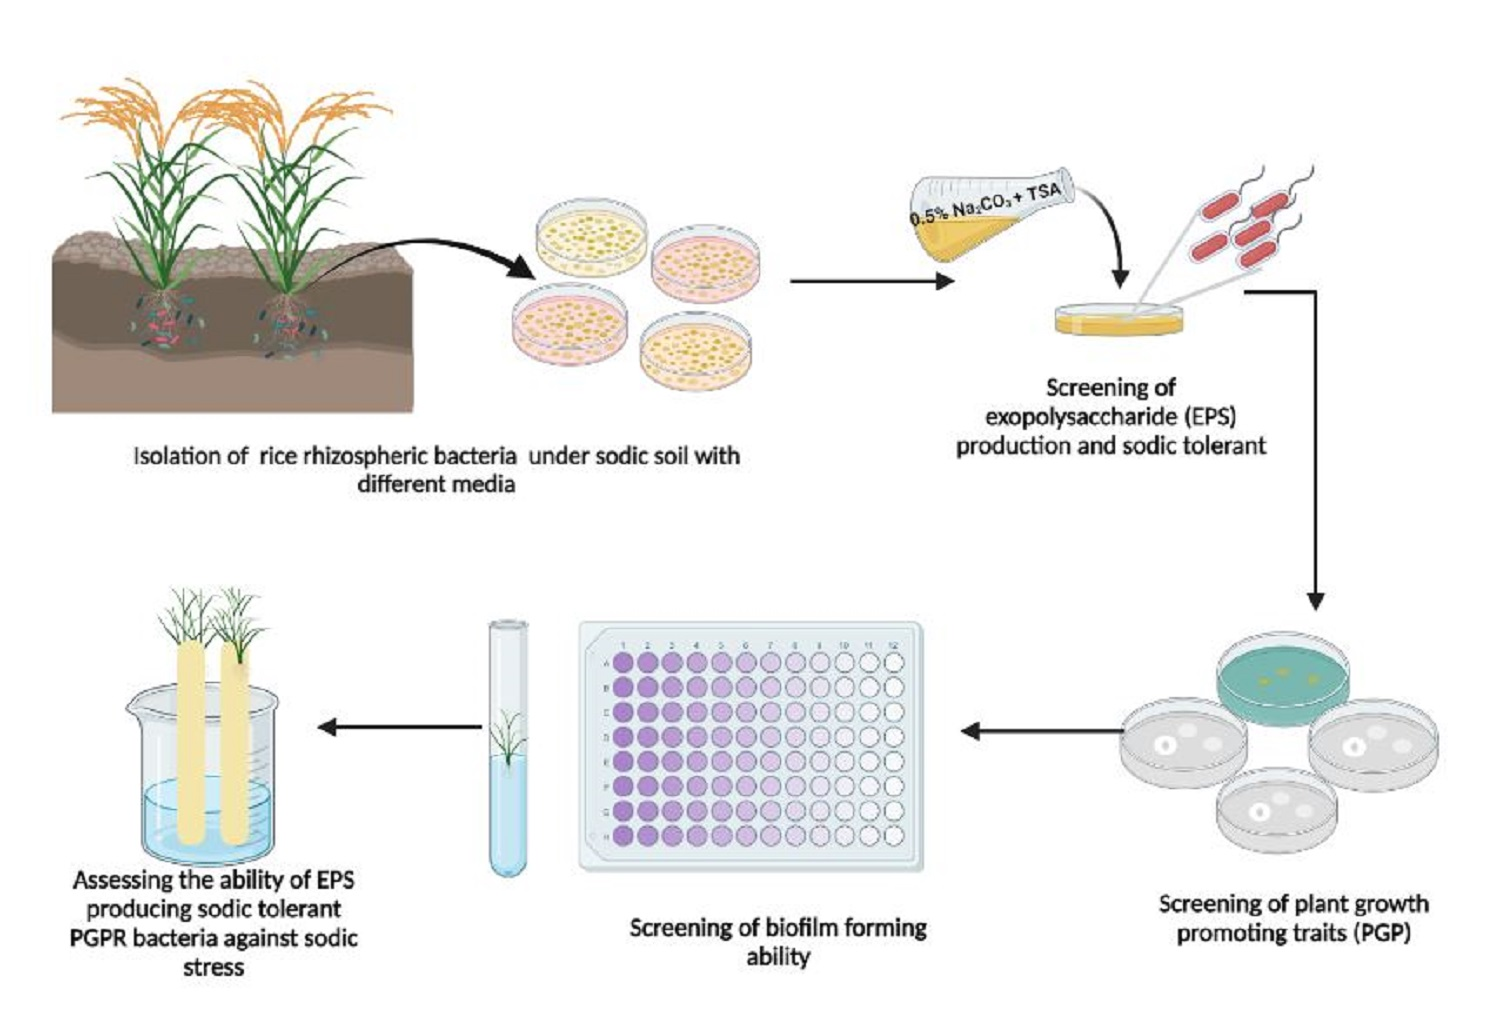 0.5% Na₂CO₃ + TSA
Screening of
exopolysaccharide (EPS)
production and sodic tolerant
Isolation of rice rhizospheric bacteria under sodic soil with
different media
1 2 3 4 5 6 7 8 9 10 11 12
A
B
C
D
E
F
G
H
Assessing the ability of EPS
producing sodic tolerant
PGPR bacteria against sodic
stress
Screening of biofilm forming
ability
Screening of plant growth
promoting traits (PGP)